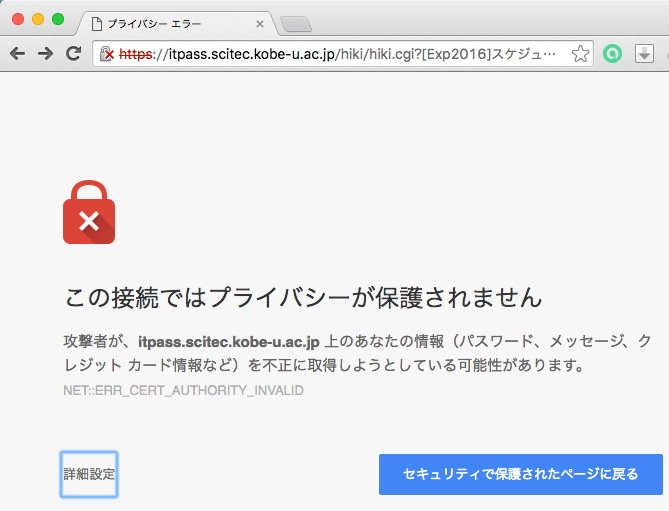 プライバシー エラー
https://itpass.scitec.kobe-u.ac.jp/hiki/hiki.cgi?[Exp2016]スケジュ…
この接続ではプライバシーが保護されません
攻撃者が、itpass.scitec.kobe-u.ac.jp 上のあなたの情報（パスワード、メッセージ、ク
レジット カード情報など）を不正に取得しようとしている可能性があります。
NET::ERR_CERT_AUTHORITY_INVALID
詳細設定
セキュリティで保護されたページに戻る